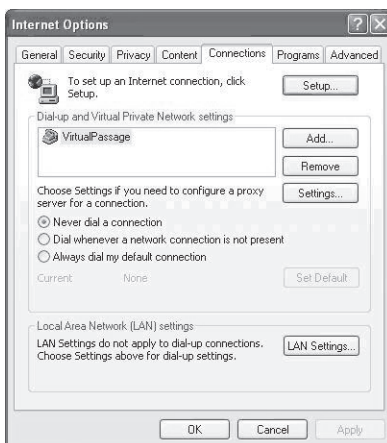 Internet Options
General Security Privacy Content Connections Programs Advanced
To set up an Internet connection, click
Setup.
Setup...
Dial-up and Virtual Private Network settings
VirtualPassage
Add...
Remove
Choose Settings if you need to configure a proxy
server for a connection.
Settings...
Never dial a connection
Dial whenever a network connection is not present
Always dial my default connection
Current None
Set Default
Local Area Network (LAN) settings
LAN Settings do not apply to dial-up connections.
Choose Settings above for dial-up settings.
LAN Settings...
OK Cancel Apply